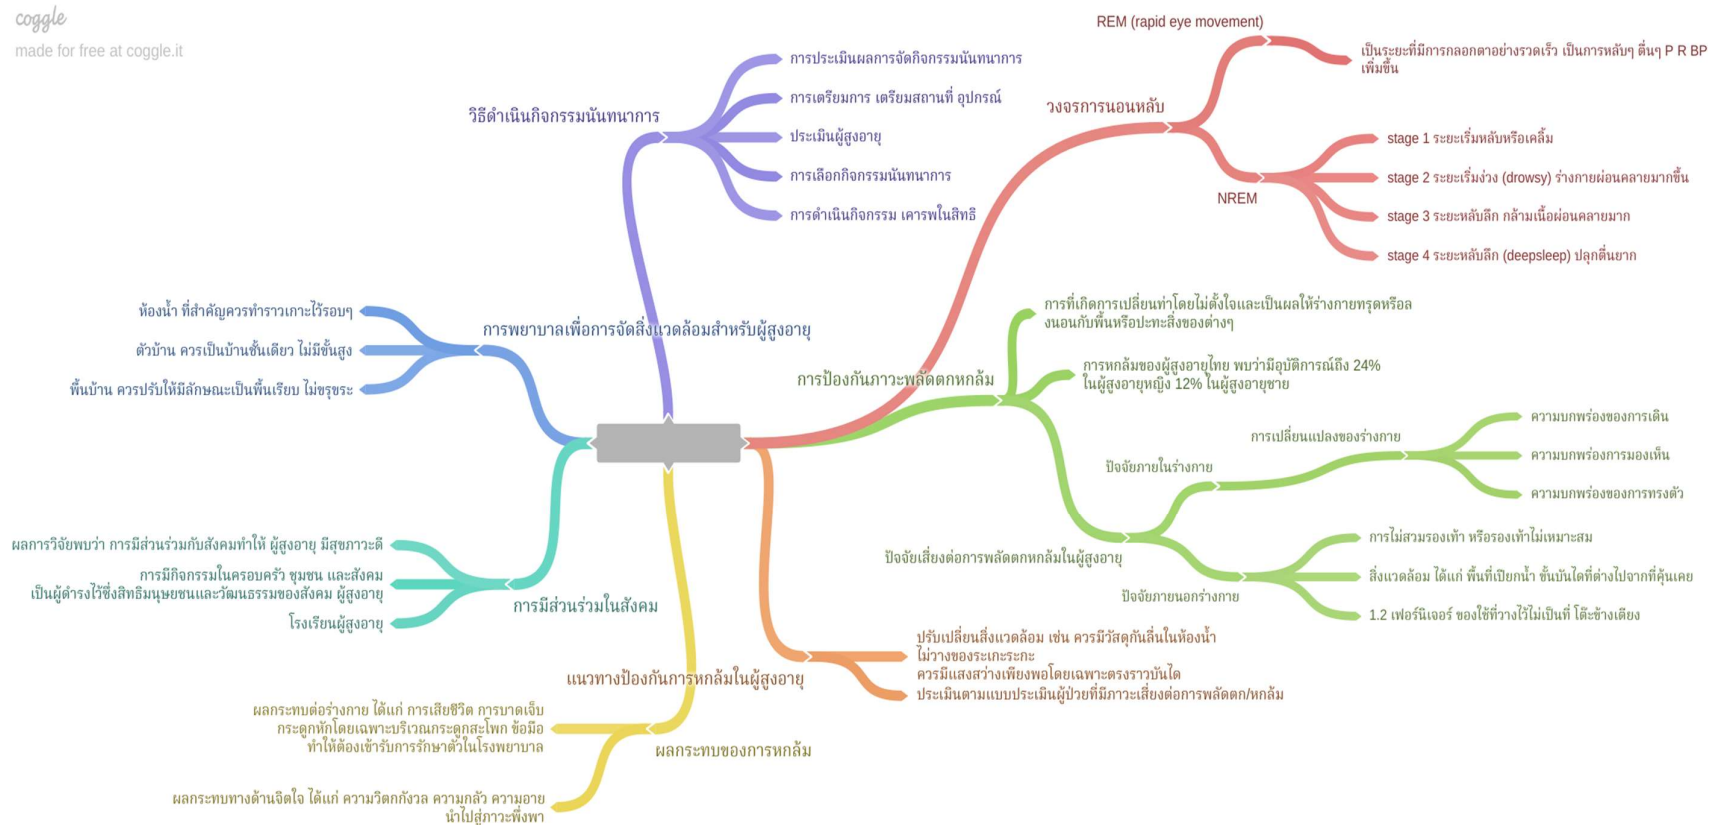 coggle
made for free at coggle.it
วิธีดำเนินกิจกรรมนันทนาการ
การประเมินผลการจัดกิจกรรมนันทนาการ
การเตรียมการ เตรียมสถานที่ อุปกรณ์
ประเมินผู้สูงอายุ
การเลือกกิจกรรมนันทนาการ
การดำเนินกิจกรรม เคารพในสิทธิ
วงจรการนอนหลับ
REM (rapid eye movement)
เป็นระยะที่มีการกลอกตาอย่างรวดเร็ว เป็นการหลับๆ ตื่นๆ P R BP
เพิ่มขึ้น
NREM
stage 1 ระยะเริ่มหลับหรือเคลิ้ม
stage 2 ระยะเริ่มง่วง (drowsy) ร่างกายผ่อนคลายมากขึ้น
stage 3 ระยะหลับลึก กล้ามเนื้อผ่อนคลายมาก
stage 4 ระยะหลับลึก (deepsleep) ปลุกตื่นยาก
การพยาบาลเพื่อการจัดสิ่งแวดล้อมสำหรับผู้สูงอายุ
ห้องน้ำ ที่สำคัญควรทำราวเกาะไว้รอบๆ
ตัวบ้าน ควรเป็นบ้านชั้นเดียว ไม่มีขั้นสูง
พื้นบ้าน ควรปรับให้มีลักษณะเป็นพื้นเรียบ ไม่ขรุขระ
การป้องกันภาวะพลัดตกหกล้ม
การที่เกิดการเปลี่ยนท่าโดยไม่ตั้งใจและเป็นผลให้ร่างกายทรุดหรือล
งนอนกับพื้นหรือปะทะสิ่งของต่างๆ
การหกล้มของผู้สูงอายุไทย พบว่ามีอุบัติการณ์ถึง 24%
ในผู้สูงอายุหญิง 12% ในผู้สูงอายุชาย
ปัจจัยเสี่ยงต่อการพลัดตกหกล้มในผู้สูงอายุ
ปัจจัยภายในร่างกาย
การเปลี่ยนแปลงของร่างกาย
ความบกพร่องของการเดิน
ความบกพร่องการมองเห็น
ความบกพร่องของการทรงตัว
ปัจจัยภายนอกร่างกาย
การไม่สวมรองเท้า หรือรองเท้าไม่เหมาะสม
สิ่งแวดล้อม ได้แก่ พื้นที่เปียกน้ำ ขั้นบันไดที่ต่างไปจากที่คุ้นเคย
1.2 เฟอร์นิเจอร์ ของใช้ที่วางไว้ไม่เป็นที่ โต๊ะข้างเดียง
การมีส่วนร่วมในสังคม
ผลการวิจัยพบว่า การมีส่วนร่วมกับสังคมทำให้ ผู้สูงอายุ มีสุขภาวะดี
การมีกิจกรรมในครอบครัว ชุมชน และสังคม
เป็นผู้ดำรงไว้ซึ่งสิทธิมนุษยชนและวัฒนธรรมของสังคม ผู้สูงอายุ
โรงเรียนผู้สูงอายุ
แนวทางป้องกันการหกล้มในผู้สูงอายุ
ปรับเปลี่ยนสิ่งแวดล้อม เช่น ควรมีวัสดุกันลื่นในห้องน้ำ
ไม่วางของระเกะระกะ
ควรมีแสงสว่างเพียงพอโดยเฉพาะตรงราวบันได
ประเมินตามแบบประเมินผู้ป่วยที่มีภาวะเสี่ยงต่อการพลัดตก/หกล้ม
ผลกระทบของการหกล้ม
ผลกระทบต่อร่างกาย ได้แก่ การเสียชีวิต การบาดเจ็บ
กระดูกหักโดยเฉพาะบริเวณกระดูกสะโพก ข้อมือ
ทำให้ต้องเข้ารับการรักษาตัวในโรงพยาบาล
ผลกระทบทางด้านจิตใจ ได้แก่ ความวิตกกังวล ความกลัว ความอาย
นำไปสู่ภาวะพึ่งพา